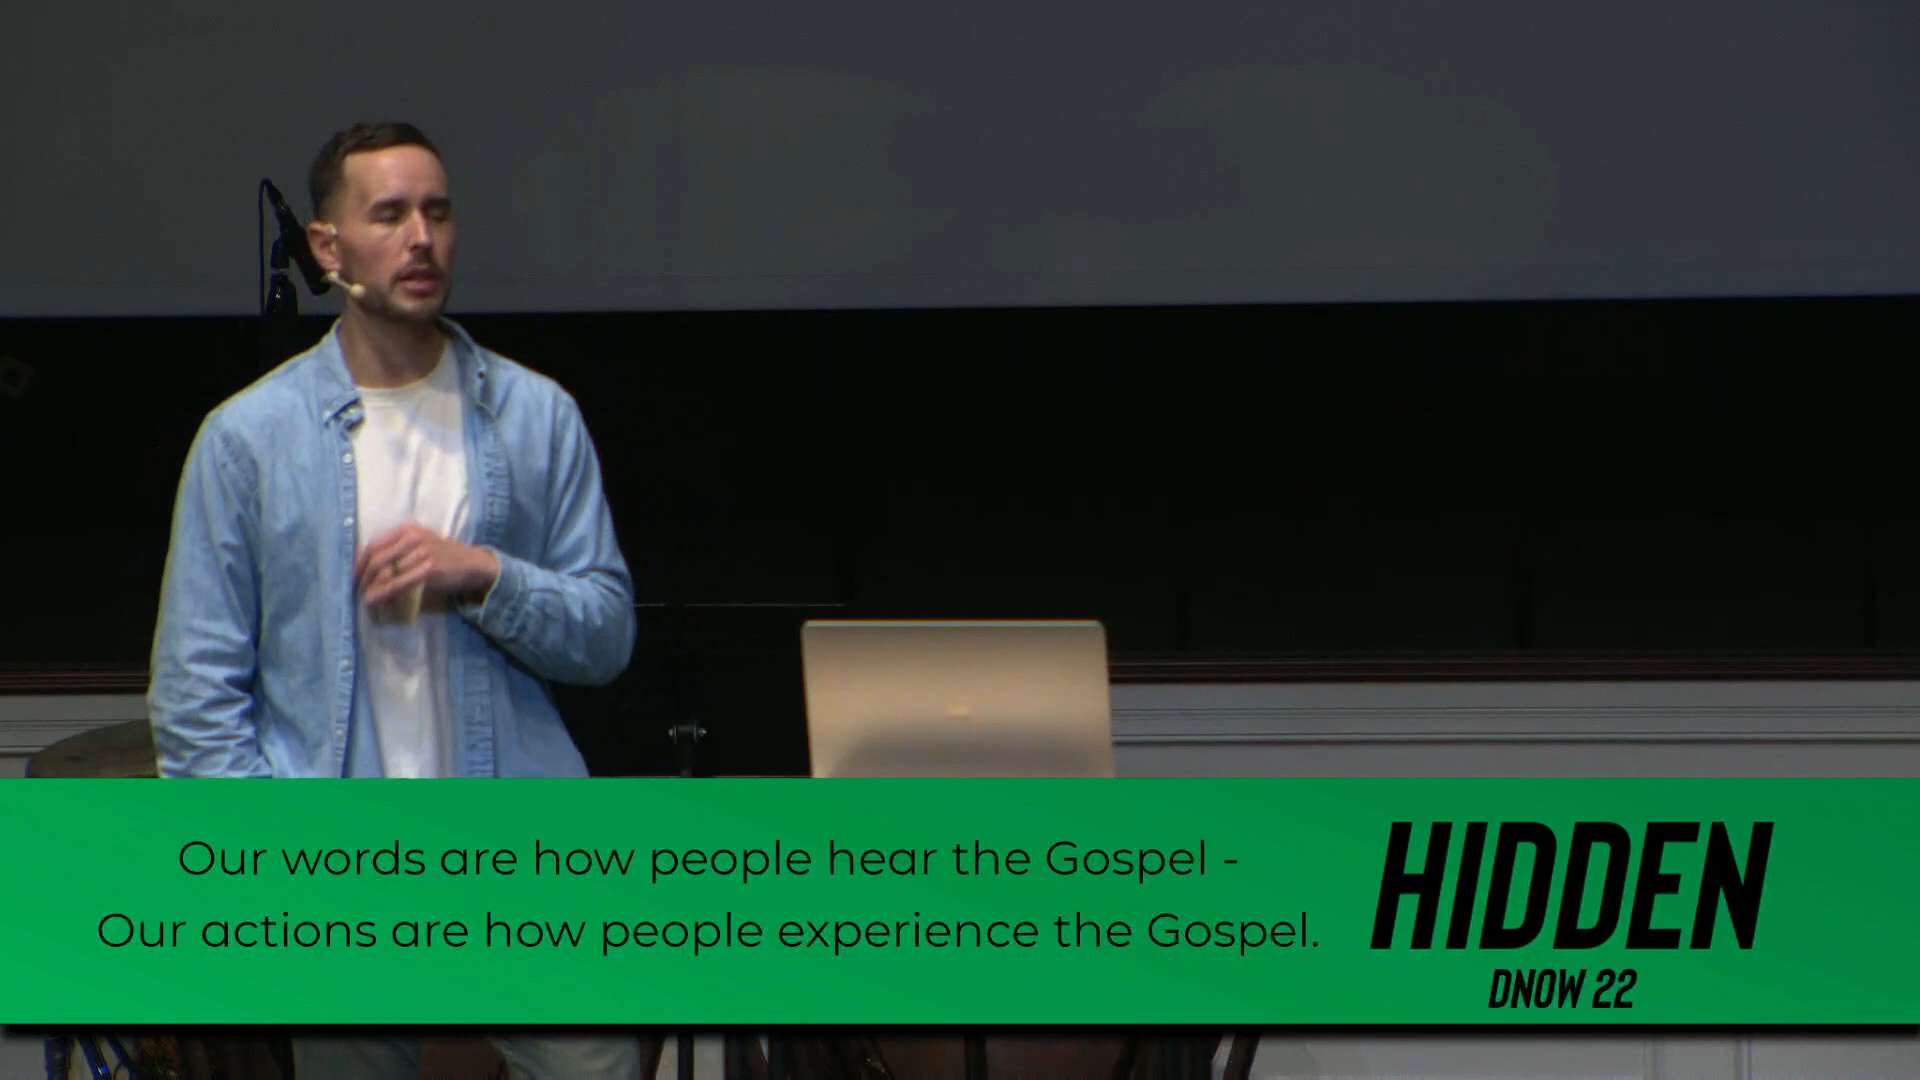 Our words are how people hear the Gospel -
Our actions are how people experience the Gospel.
HIDDEN
DNOW 22